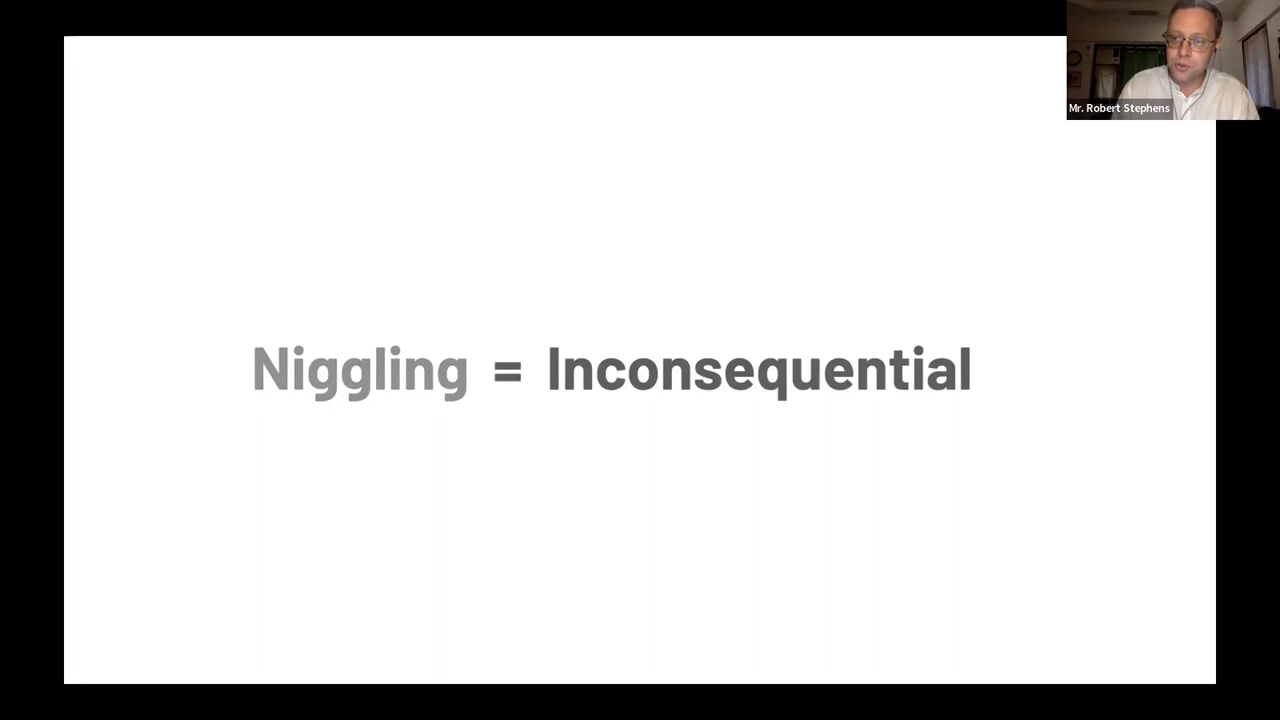 Mr. Robert Stephens
Niggling = Inconsequential